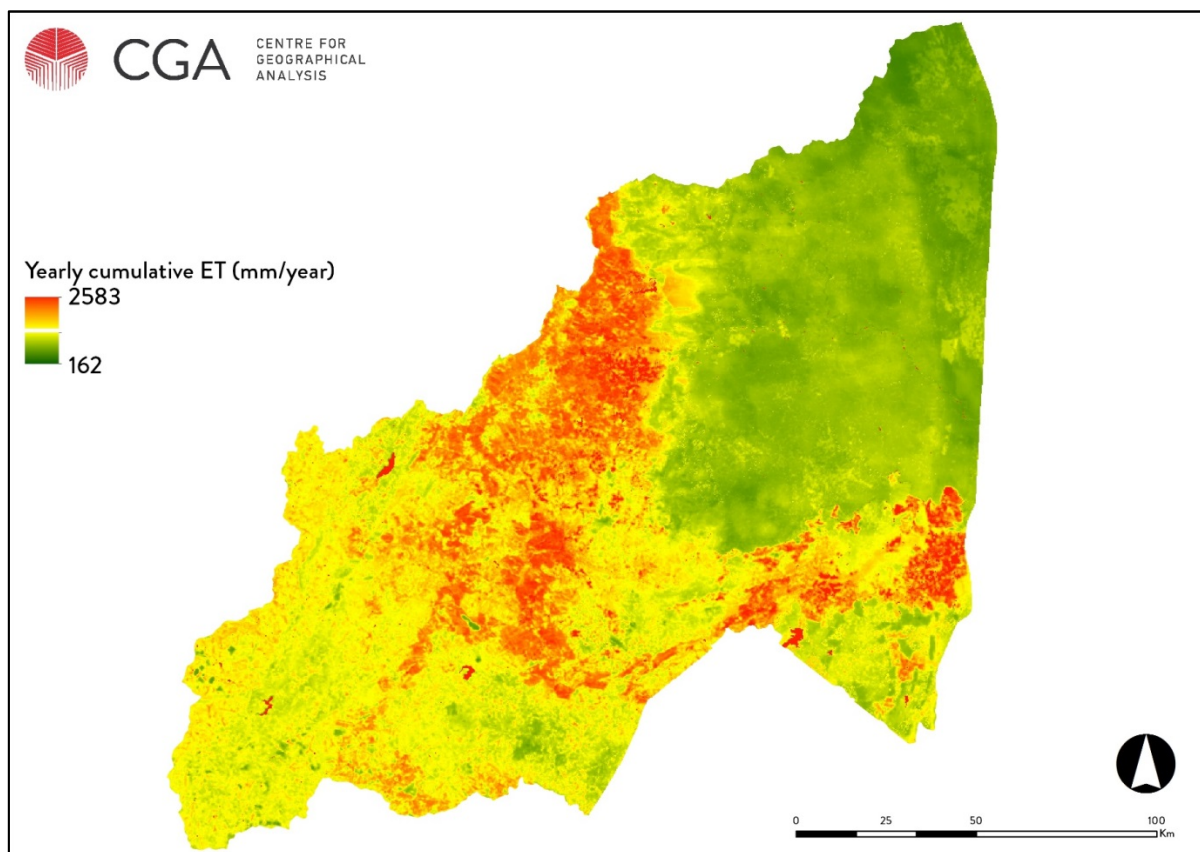 CGA
CENTRE FOR
GEOGRAPHICAL
ANALYSIS
Yearly cumulative ET (mm/year)
2583
162
0 25 50 100
Km